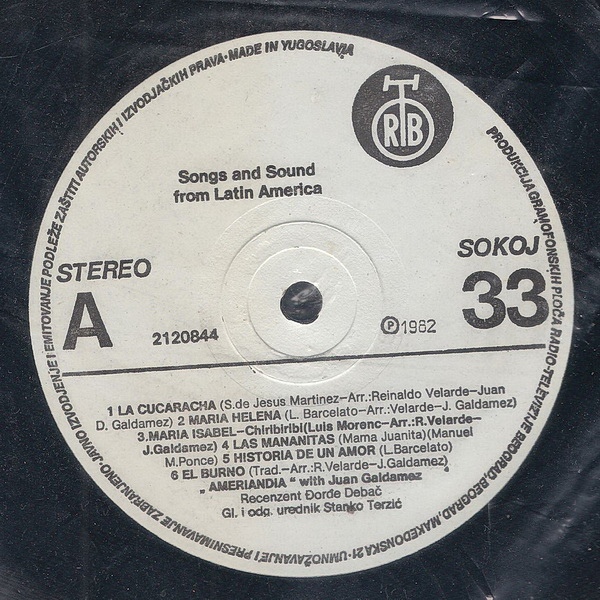 PRODUKCIJA GRAMOFONSKIH PLOČA RADIO-TELEVIZIJE BEOGRAD, BEOGRAD, MAKEDONSKA 21·UMNOŽAVANJE I PRESNIMAVANJE ZABRANJENO·JAVNO IZVODJENJE I EMITOVANJE PODLEŽE ZAŠTITI AUTORSKIH I IZVODJAČKIH PRAVA·MADE IN YUGOSLAVIA
RTB
Songs and Sound
from Latin America
STEREO
A
2120844
SOKOJ
33
Ⓟ1982
1 LA CUCARACHA (S.de Jesus Martinez—Arr.:Reinaldo Velarde—Juan
D. Galdamez) 2 MARIA HELENA (L. Barcelato—Arr.:Velarde—J. Galdamez)
3.MARIA ISABEL—Chiribiribi(Luis Morenc—Arr:R.Velarde—
J.Galdamez) 4 LAS MANANITAS (Mama Juanita)(Manuel
M.Ponce) 5 HISTORIA DE UN AMOR (L.Barcelato)
6 EL BURNO (Trad.—Arr.:R.Velarde—J.Galdamez)
„ AMERIANDIA “ with Juan Galdamez
Recenzent Đorđe Debač
Gl. i odg. urednik Stanko Terzić